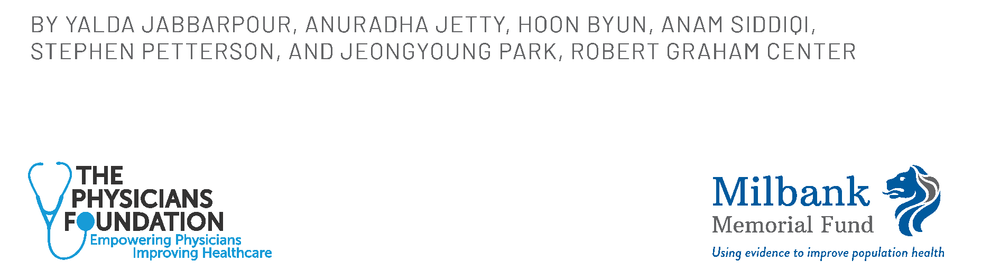 BY YALDA JABBARPOUR, ANURADHA JETTY, HOON BYUN, ANAM SIDDIQI,
STEPHEN PETTERSON, AND JEONGYOUNG PARK, ROBERT GRAHAM CENTER
THE
PHYSICIANS
FOUNDATION
Empowering Physicians
Improving Healthcare
Milbank
Memorial Fund
Using evidence to improve population health